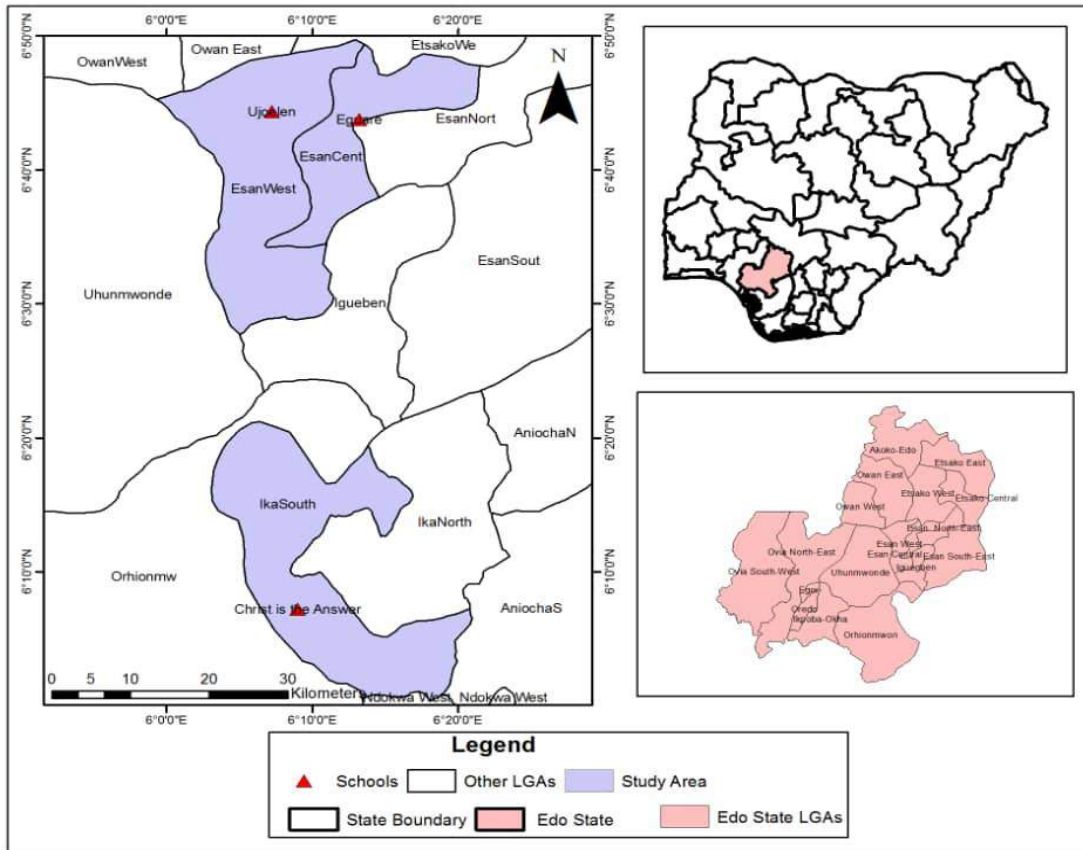 6°0'0"E 6°10'0"E 6°20'0"E
6°50'0"N
6°40'0"N
6°30'0"N
6°20'0"N
6°10'0"N
6°50'0"N
6°40'0"N
6°30'0"N
6°20'0"N
6°10'0"N
Owan East
EtsakoWe
OwanWest
N
EsanNort
EsanCent
EsanWest
EsanSout
Uhunmwonde
Igueben
AniochaN
IkaSouth
IkaNorth
Orhionmw
Christ is the Answer
AniochaS
0 5 10 20 30
Kilometers
Ndokwa West
Ndokwa West
6°0'0"E 6°10'0"E 6°20'0"E
Akoko-Edo
Etsako East
Owan East
Etsako West
Etsako Central
Owan West
Esan North-East
Esan West
Ovia North-East
Esan Central
Esan South-East
Ovia South-West
Uhunmwonde
Igueben
Egor
Oredo
Ikpoba-Okha
Orhionmwon
Legend
Schools Other LGAs Study Area
State Boundary Edo State Edo State LGAs